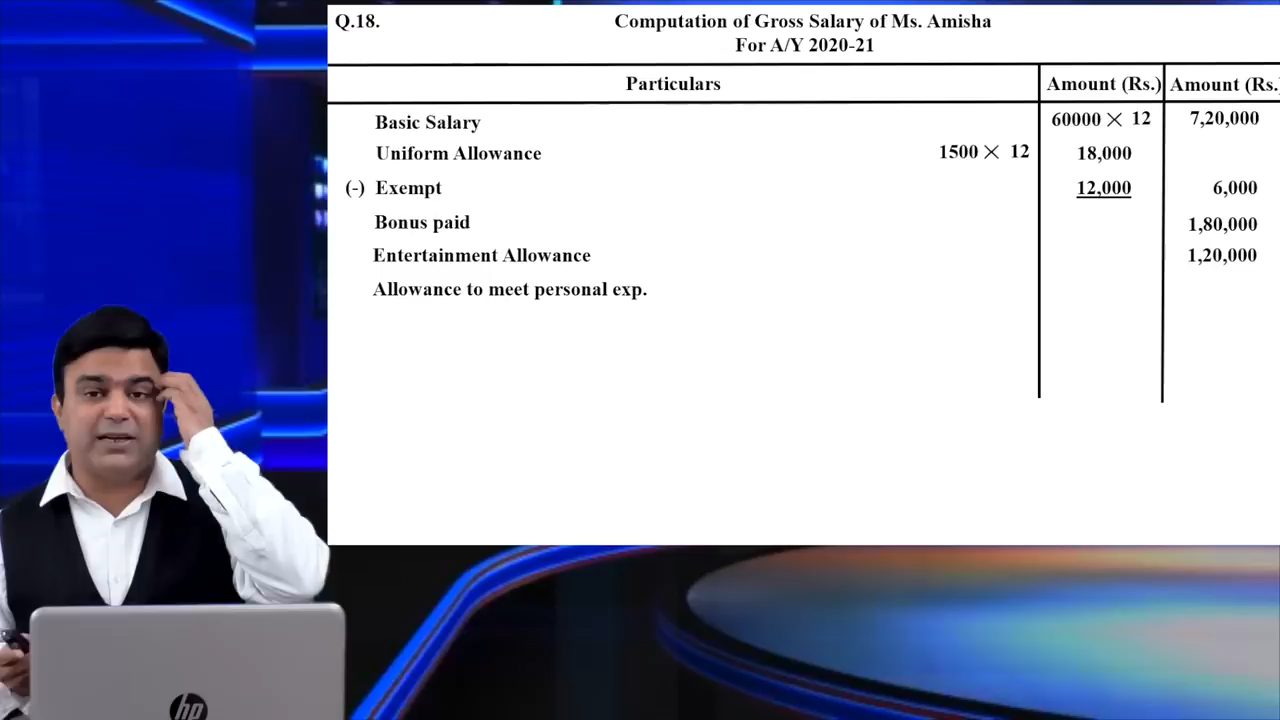 Q.18. Computation of Gross Salary of Ms. Amisha
For A/Y 2020-21
Particulars Amount (Rs.) Amount (Rs.
Basic Salary 60000 × 12 7,20,000
Uniform Allowance 1500 × 12 18,000
(-) Exempt 12,000 6,000
Bonus paid 1,80,000
Entertainment Allowance 1,20,000
Allowance to meet personal exp.
hp